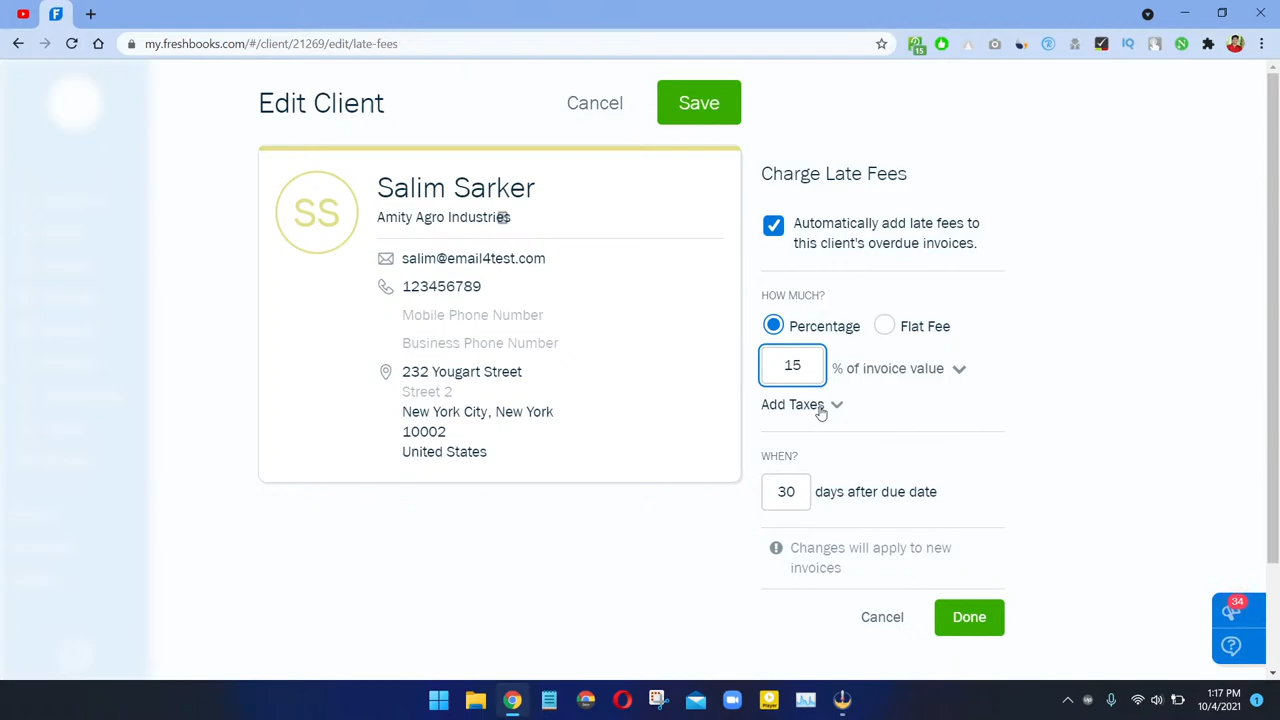 my.freshbooks.com/#/client/21269/edit/late-fees
15
Edit Client
Cancel
Save
SS
Salim Sarker
Amity Agro Industries
salim@email4test.com
123456789
Mobile Phone Number
Business Phone Number
232 Yougart Street
Street 2
New York City, New York
10002
United States
Charge Late Fees
Automatically add late fees to
this client's overdue invoices.
HOW MUCH?
Percentage
Flat Fee
15 % of invoice value
Add Taxes
WHEN?
30 days after due date
Changes will apply to new
invoices
Cancel
Done
34
1:17 PM
10/4/2021